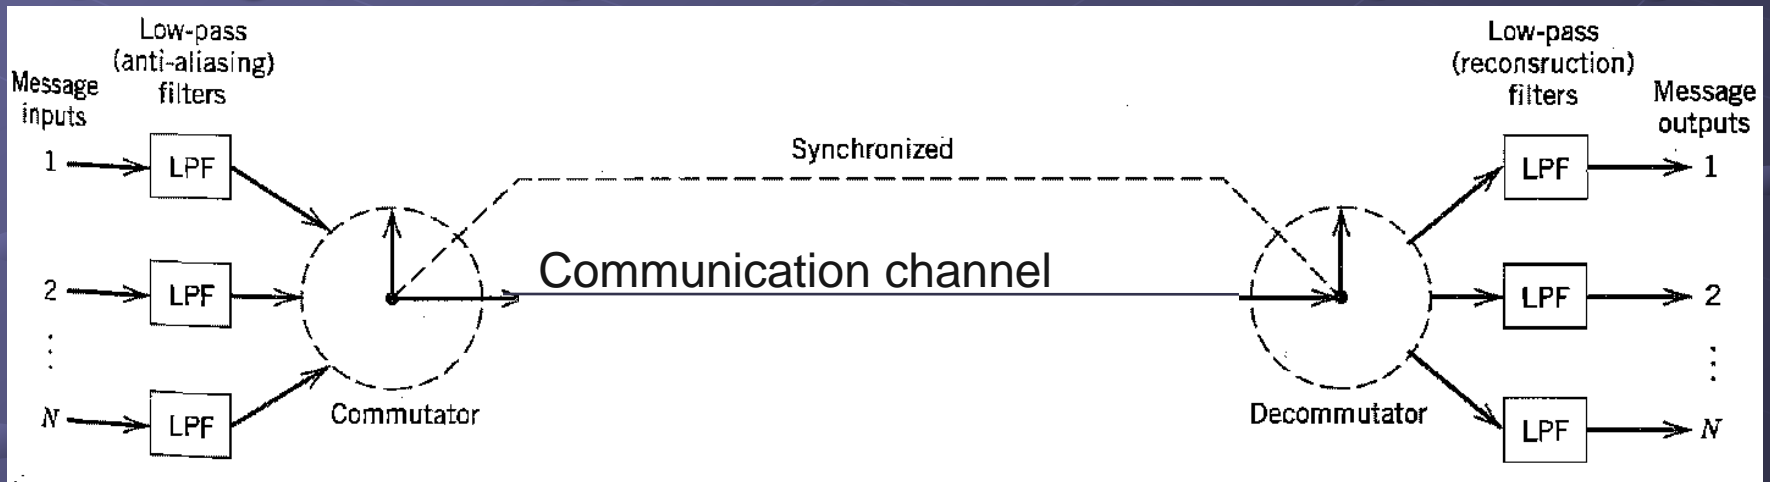 Low-pass
(anti-aliasing)
filters
Message
inputs
1
LPF
2
LPF
N
LPF
Commutator
Synchronized
Communication channel
Decommutator
Low-pass
(reconsruction)
filters
Message
outputs
LPF
1
LPF
2
LPF
N